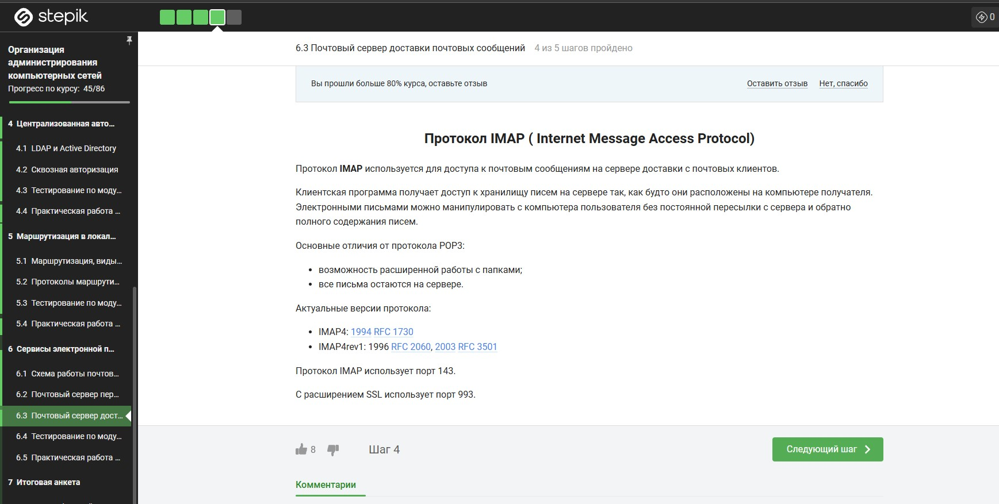 stepik
0
Организация
администрирования
компьютерных сетей
Прогресс по курсу: 45/86
4 Централизованная авто...
4.1 LDAP и Active Directory
4.2 Сквозная авторизация
4.3 Тестирование по моду...
4.4 Практическая работа ...
5 Маршрутизация в локал...
5.1 Маршрутизация, виды...
5.2 Протоколы маршрути...
5.3 Тестирование по моду...
5.4 Практическая работа ...
6 Сервисы электронной п...
6.1 Схема работы почтов...
6.2 Почтовый сервер пер...
6.3 Почтовый сервер дост...
6.4 Тестирование по моду...
6.5 Практическая работа ...
7 Итоговая анкета
6.3 Почтовый сервер доставки почтовых сообщений 4 из 5 шагов пройдено
Вы прошли больше 80% курса, оставьте отзыв Оставить отзыв Нет, спасибо
Протокол IMAP ( Internet Message Access Protocol)
Протокол IMAP используется для доступа к почтовым сообщениям на сервере доставки с почтовых клиентов.
Клиентская программа получает доступ к хранилищу писем на сервере так, как будто они расположены на компьютере получателя.
Электронными письмами можно манипулировать с компьютера пользователя без постоянной пересылки с сервера и обратно
полного содержания писем.
Основные отличия от протокола POP3:
• возможность расширенной работы с папками;
• все письма остаются на сервере.
Актуальные версии протокола:
• IMAP4: 1994 RFC 1730
• IMAP4rev1: 1996 RFC 2060, 2003 RFC 3501
Протокол IMAP использует порт 143.
С расширением SSL использует порт 993.
8 Шаг 4 Следующий шаг
Комментарии